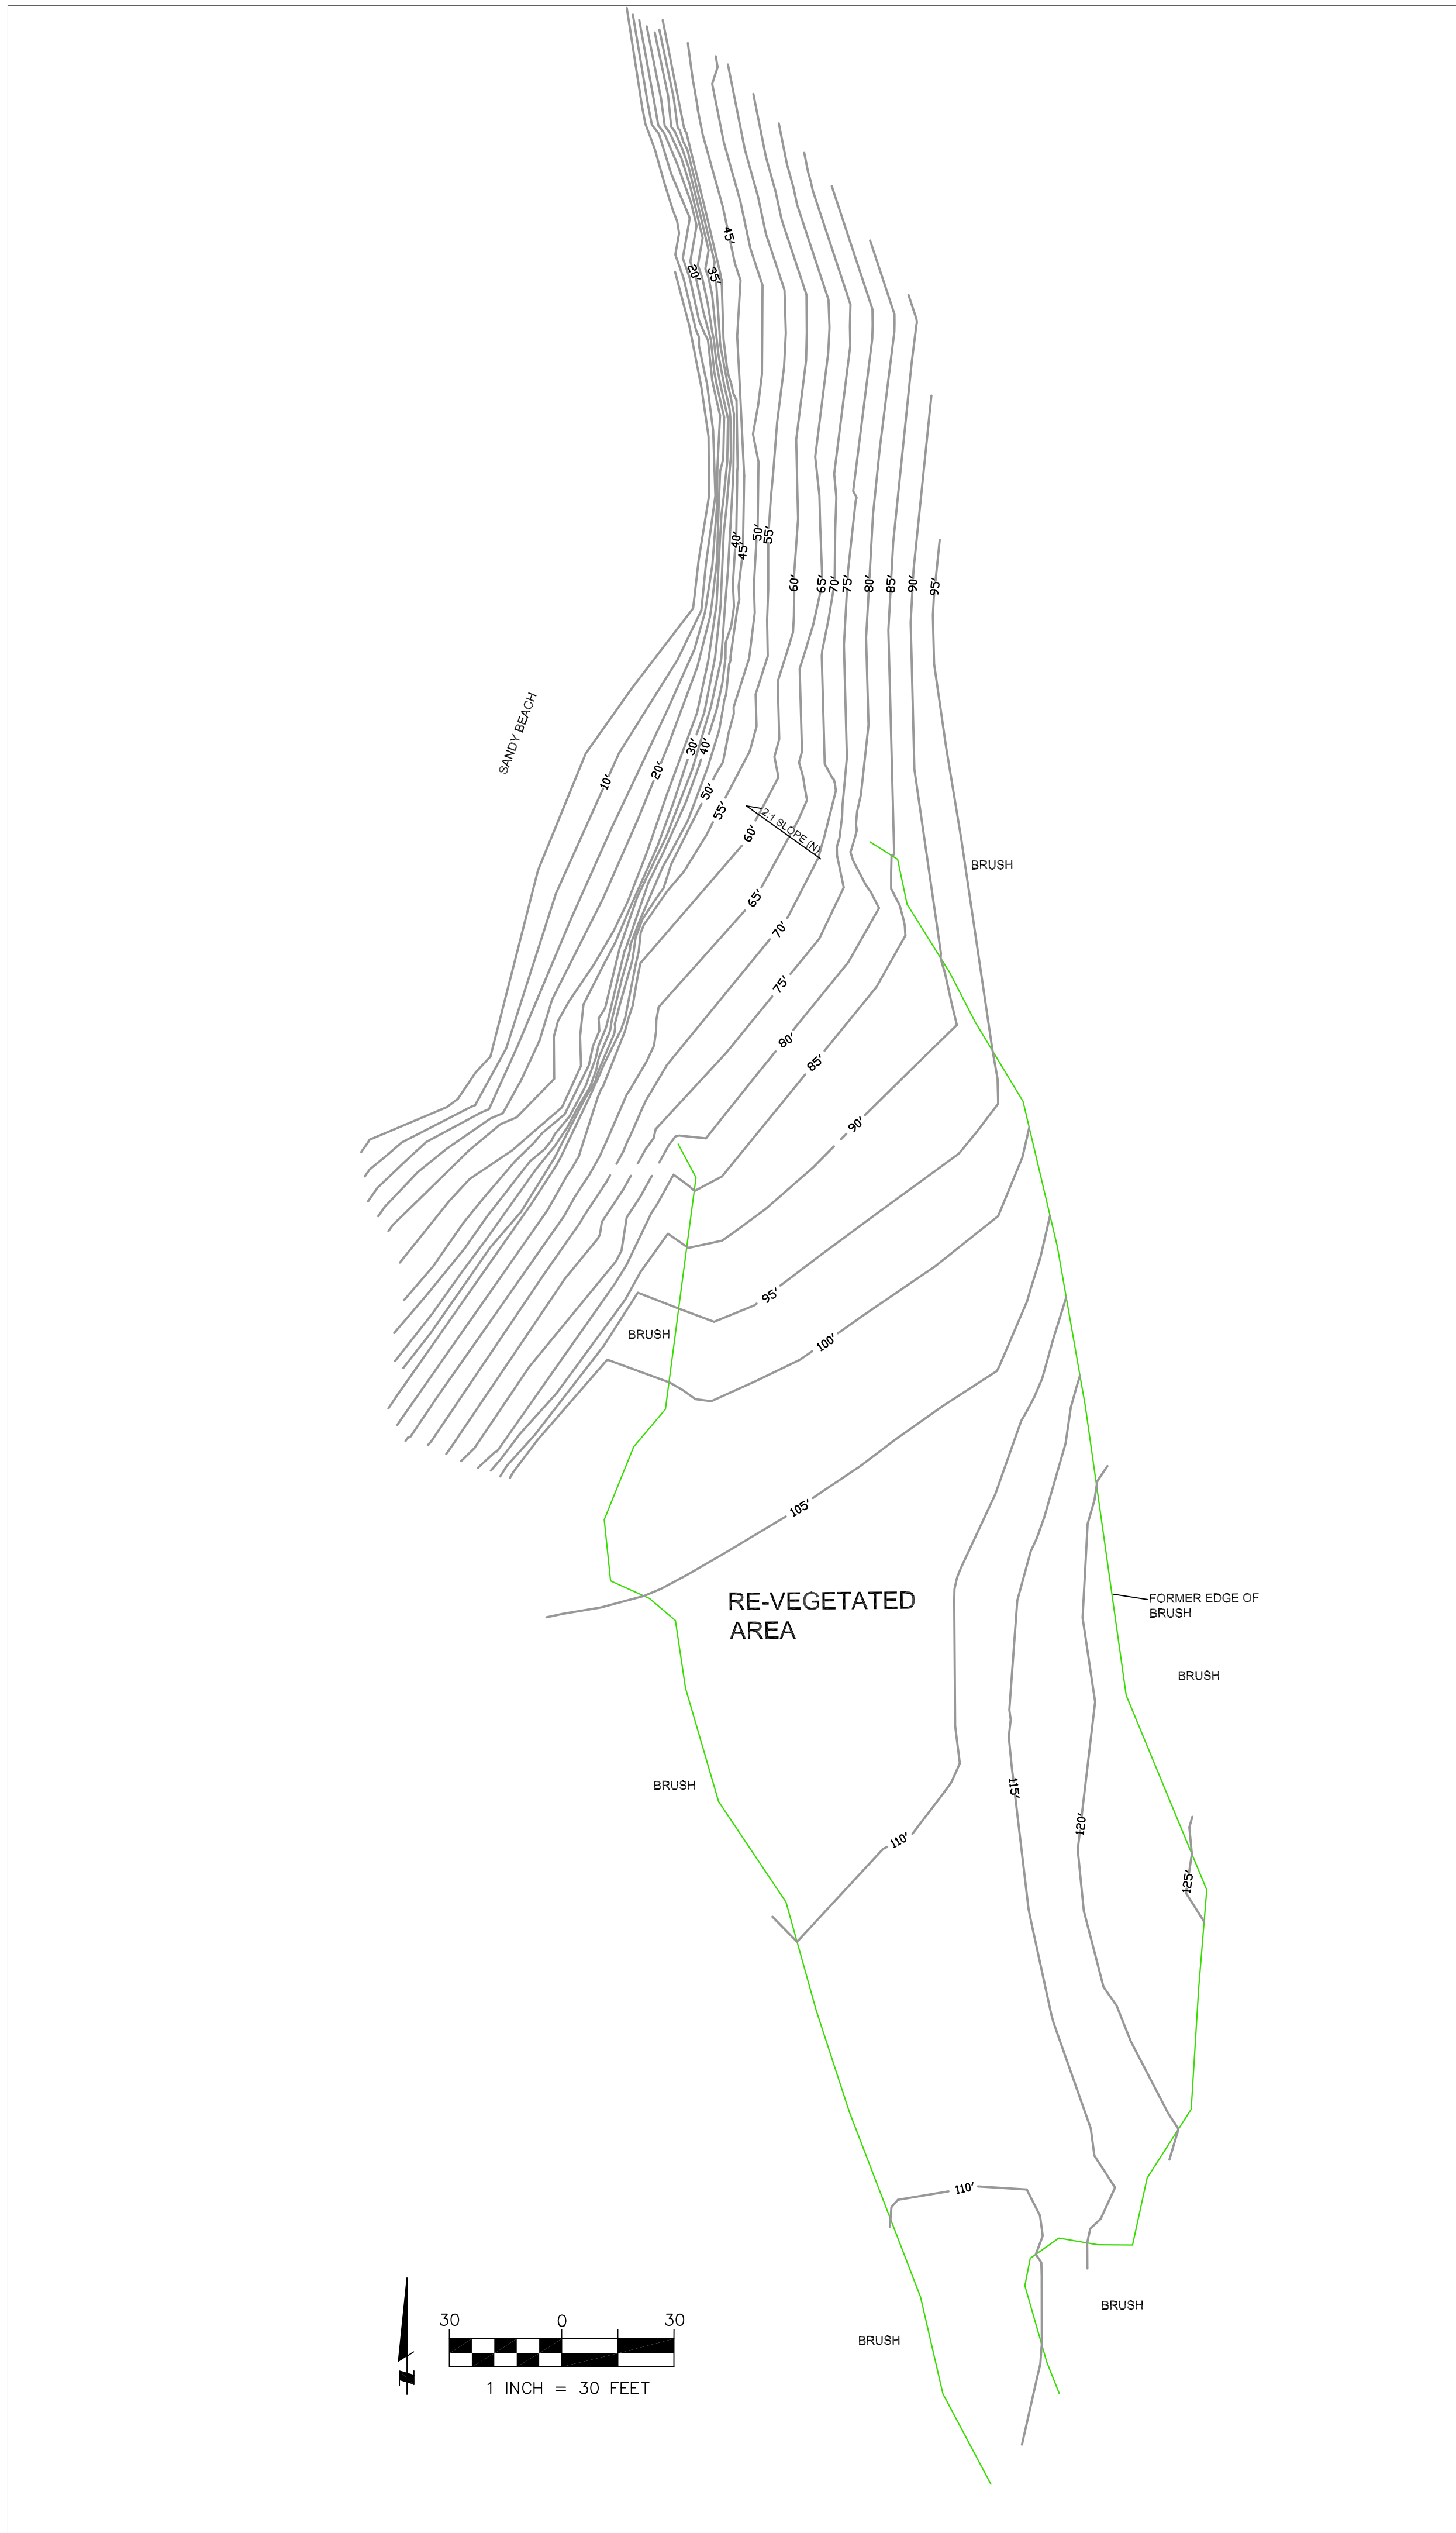 45'
20'
35'
40'
45'
50'
55'
60'
65'
70'
75'
80'
85'
90'
95'
SANDY BEACH
10'
20'
30'
40'
50'
55'
60'
2:1 SLOPE (N)
BRUSH
65'
70'
75'
80'
85'
90'
95'
100'
BRUSH
105'
RE-VEGETATED
AREA
FORMER EDGE OF
BRUSH
BRUSH
BRUSH
115'
120'
110'
125'
110'
BRUSH
BRUSH
N
30 0 30
1 INCH = 30 FEET